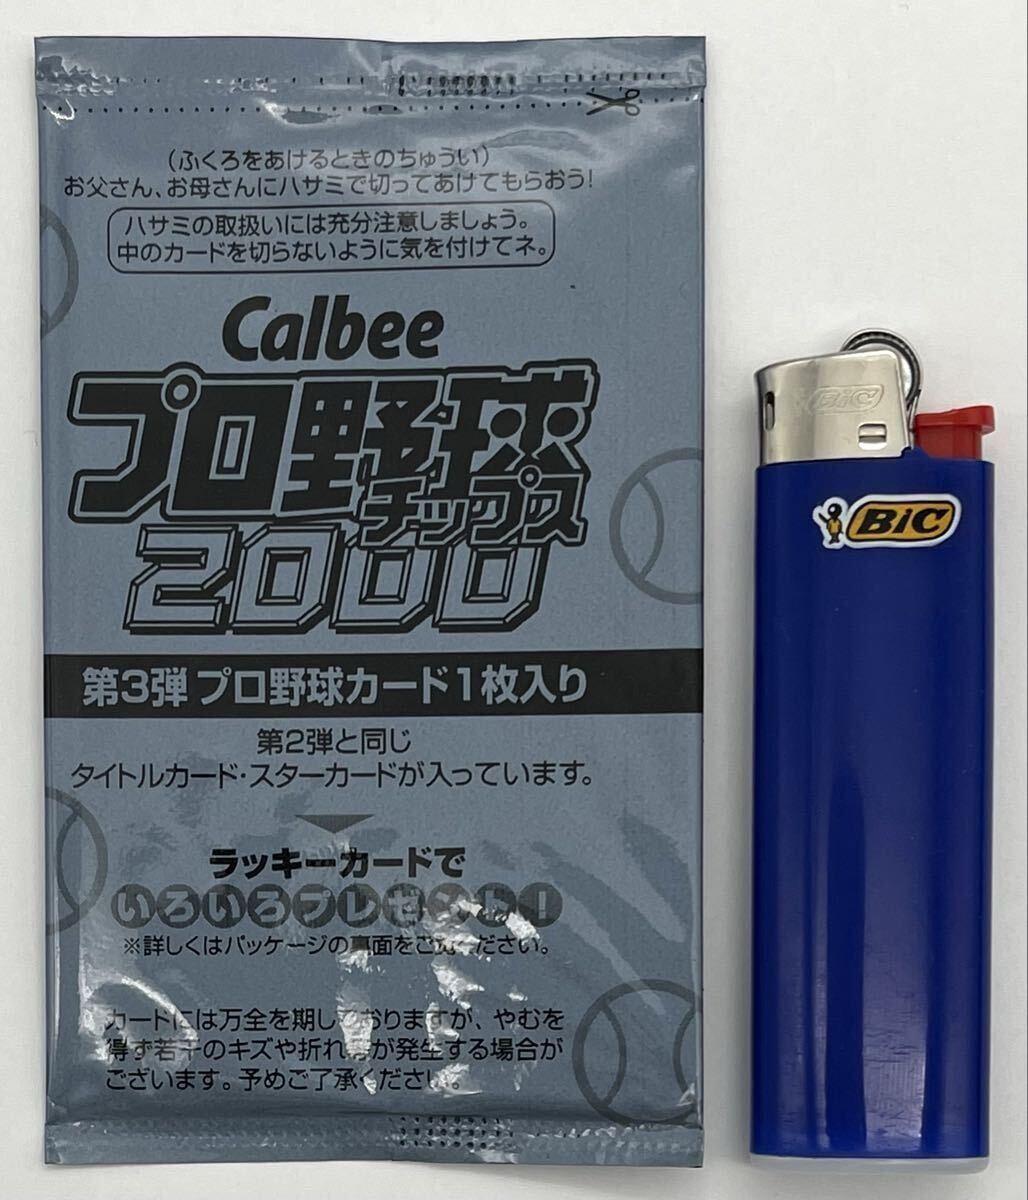 (ふくろをあけるときのちゅうい)
お父さん、お母さんにハサミで切ってあけてもらおう!
ハサミの取扱いには充分注意しましょう。
中のカードを切らないように気を付けてネ。
Calbee
プロ野球
チップス
2000
第3弾 プロ野球カード1枚入り
第2弾と同じ
タイトルカード・スターカードが入っています。
ラッキーカードで
いろいろプレゼント!
※詳しくはパッケージの裏面をご覧ください。
カードには万全を期しておりますが、やむを
得ず若干のキズや折れ等が発生する場合が
ございます。予めご了承ください。
BiC
BiC